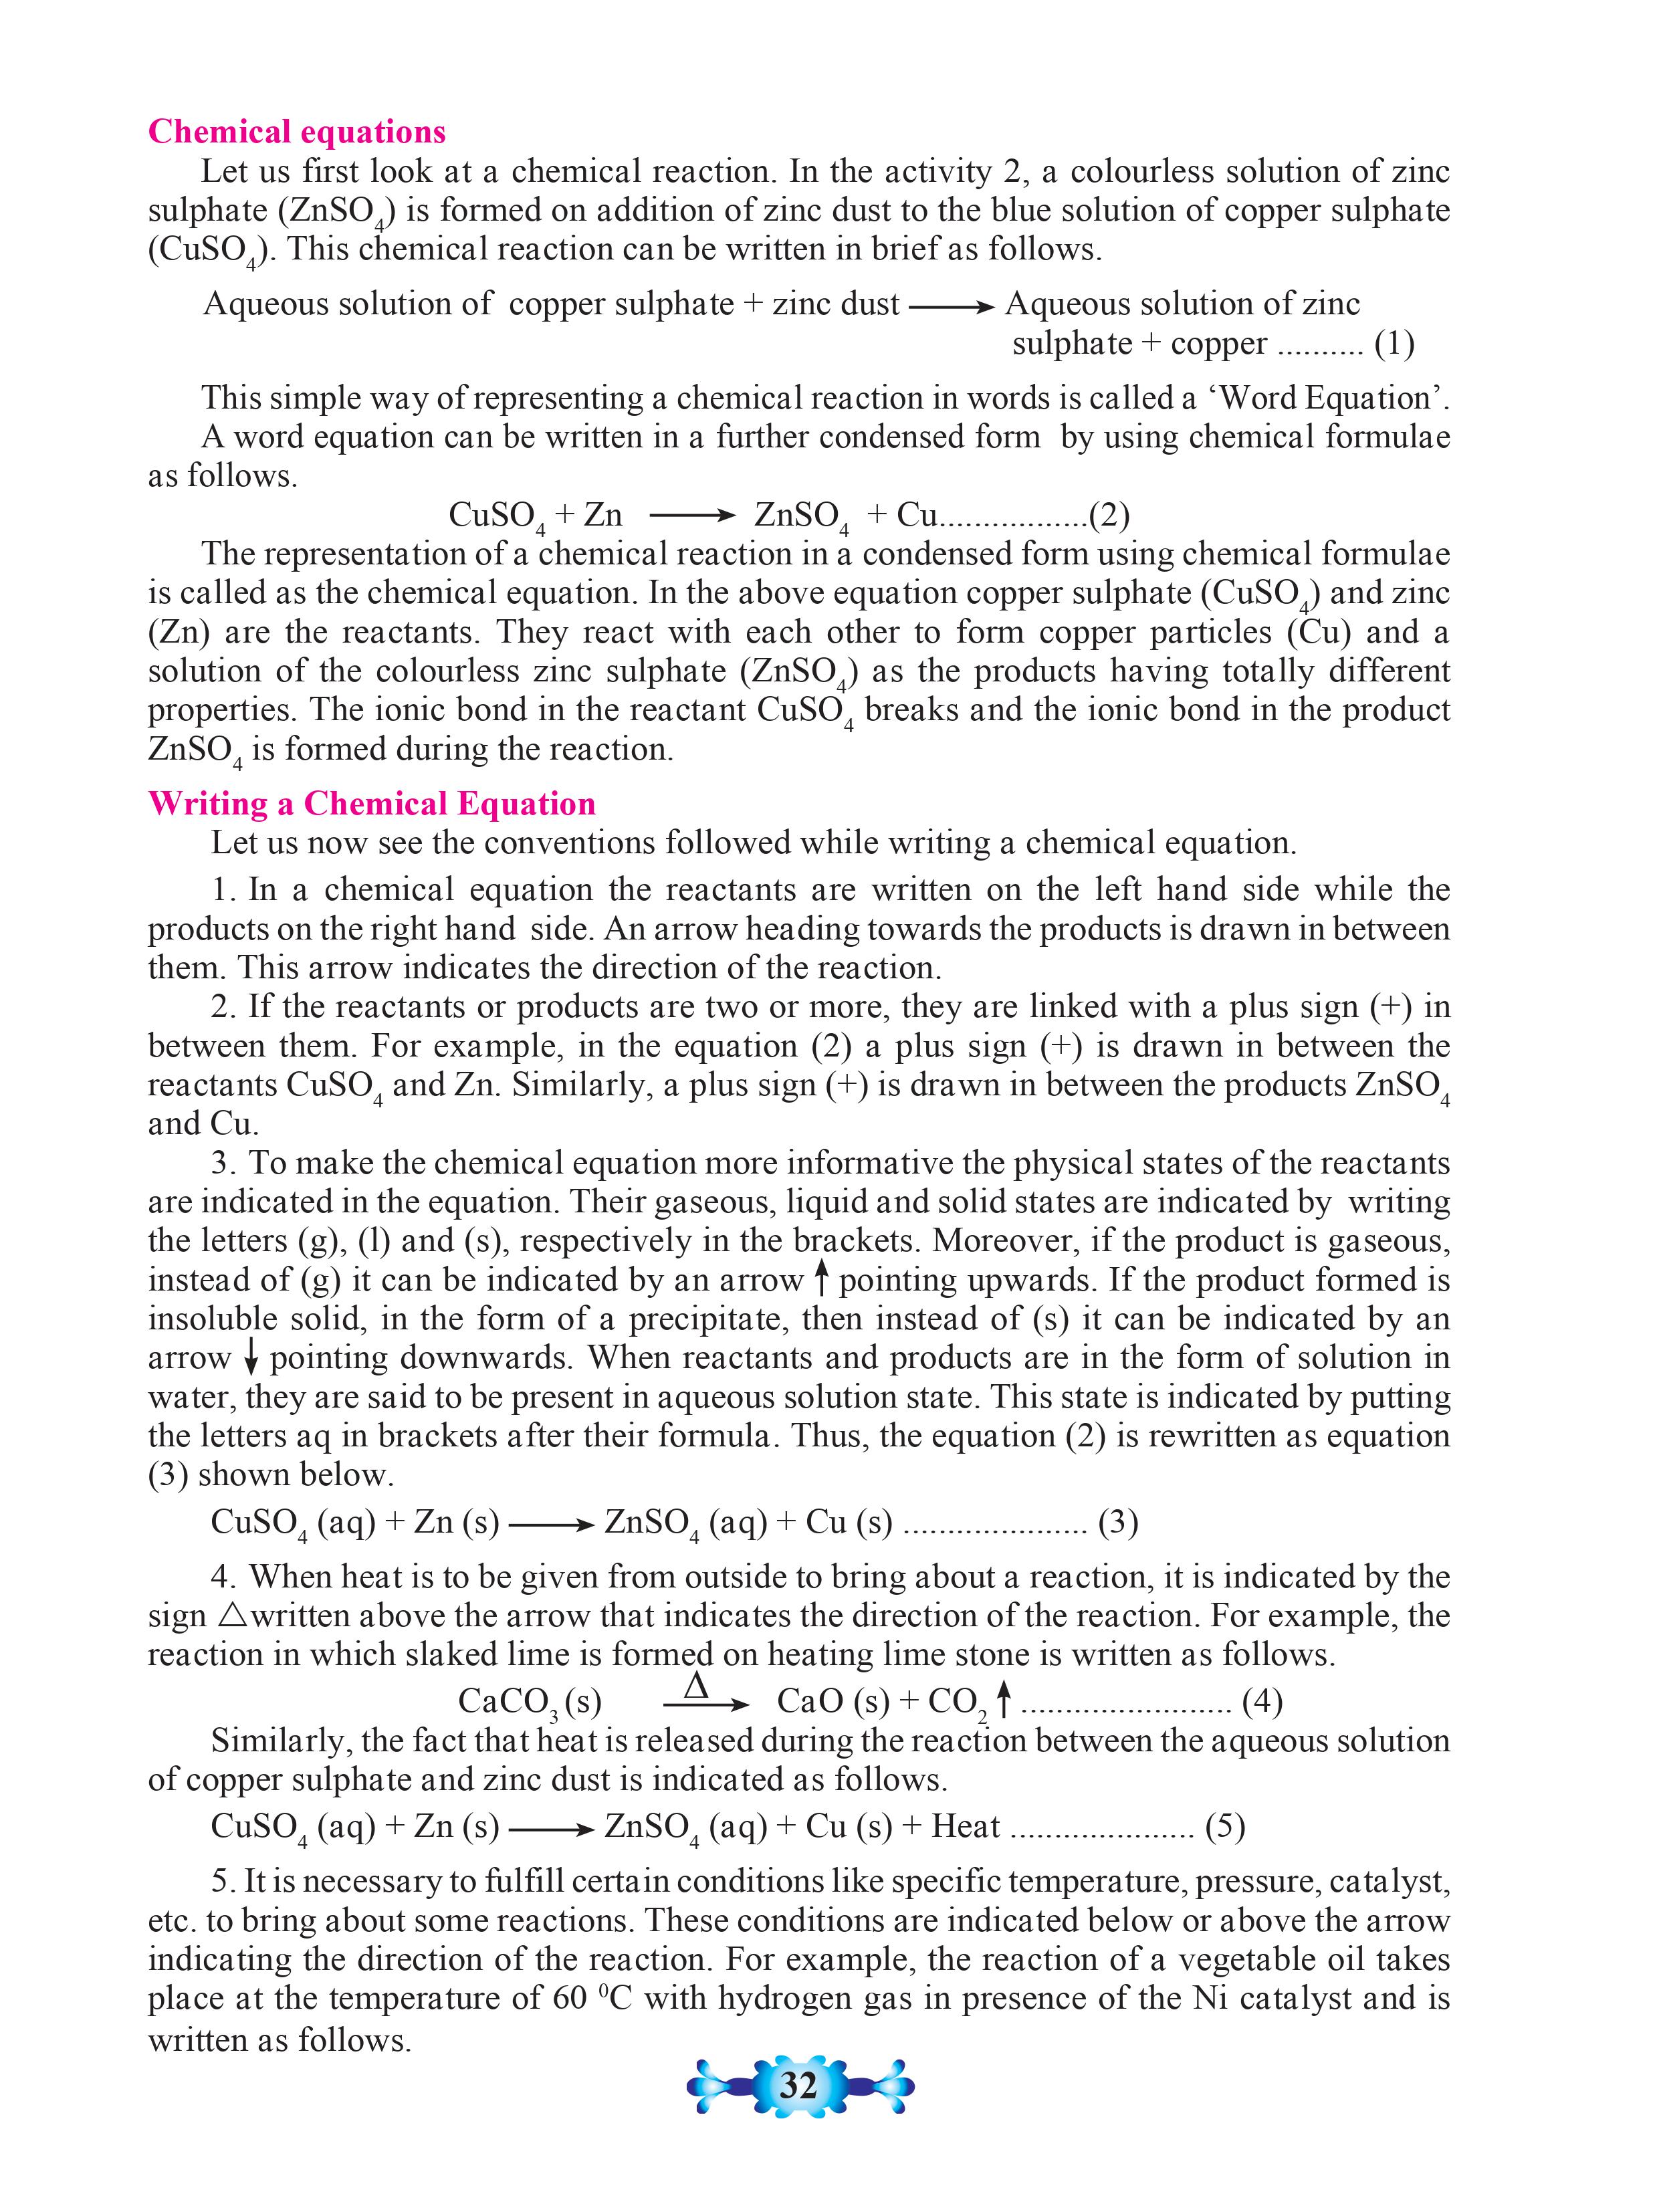 Chemical equations
Let us first look at a chemical reaction. In the activity 2, a colourless solution of zinc
sulphate (ZnSO₄) is formed on addition of zinc dust to the blue solution of copper sulphate
(CuSO₄). This chemical reaction can be written in brief as follows.
Aqueous solution of copper sulphate + zinc dust ⟶ Aqueous solution of zinc
sulphate + copper .......... (1)
This simple way of representing a chemical reaction in words is called a ‘Word Equation’.
A word equation can be written in a further condensed form by using chemical formulae
as follows.
CuSO₄ + Zn ⟶ ZnSO₄ + Cu.................(2)
The representation of a chemical reaction in a condensed form using chemical formulae
is called as the chemical equation. In the above equation copper sulphate (CuSO₄) and zinc
(Zn) are the reactants. They react with each other to form copper particles (Cu) and a
solution of the colourless zinc sulphate (ZnSO₄) as the products having totally different
properties. The ionic bond in the reactant CuSO₄ breaks and the ionic bond in the product
ZnSO₄ is formed during the reaction.
Writing a Chemical Equation
Let us now see the conventions followed while writing a chemical equation.
1. In a chemical equation the reactants are written on the left hand side while the
products on the right hand side. An arrow heading towards the products is drawn in between
them. This arrow indicates the direction of the reaction.
2. If the reactants or products are two or more, they are linked with a plus sign (+) in
between them. For example, in the equation (2) a plus sign (+) is drawn in between the
reactants CuSO₄ and Zn. Similarly, a plus sign (+) is drawn in between the products ZnSO₄
and Cu.
3. To make the chemical equation more informative the physical states of the reactants
are indicated in the equation. Their gaseous, liquid and solid states are indicated by writing
the letters (g), (l) and (s), respectively in the brackets. Moreover, if the product is gaseous,
instead of (g) it can be indicated by an arrow ↑ pointing upwards. If the product formed is
insoluble solid, in the form of a precipitate, then instead of (s) it can be indicated by an
arrow ↓ pointing downwards. When reactants and products are in the form of solution in
water, they are said to be present in aqueous solution state. This state is indicated by putting
the letters aq in brackets after their formula. Thus, the equation (2) is rewritten as equation
(3) shown below.
CuSO₄ (aq) + Zn (s) ⟶ ZnSO₄ (aq) + Cu (s) ..................... (3)
4. When heat is to be given from outside to bring about a reaction, it is indicated by the
sign △ written above the arrow that indicates the direction of the reaction. For example, the
reaction in which slaked lime is formed on heating lime stone is written as follows.
Δ
CaCO₃ (s) ⟶ CaO (s) + CO₂ ↑ ........................ (4)
Similarly, the fact that heat is released during the reaction between the aqueous solution
of copper sulphate and zinc dust is indicated as follows.
CuSO₄ (aq) + Zn (s) ⟶ ZnSO₄ (aq) + Cu (s) + Heat ..................... (5)
5. It is necessary to fulfill certain conditions like specific temperature, pressure, catalyst,
etc. to bring about some reactions. These conditions are indicated below or above the arrow
indicating the direction of the reaction. For example, the reaction of a vegetable oil takes
place at the temperature of 60 ⁰C with hydrogen gas in presence of the Ni catalyst and is
written as follows.
32